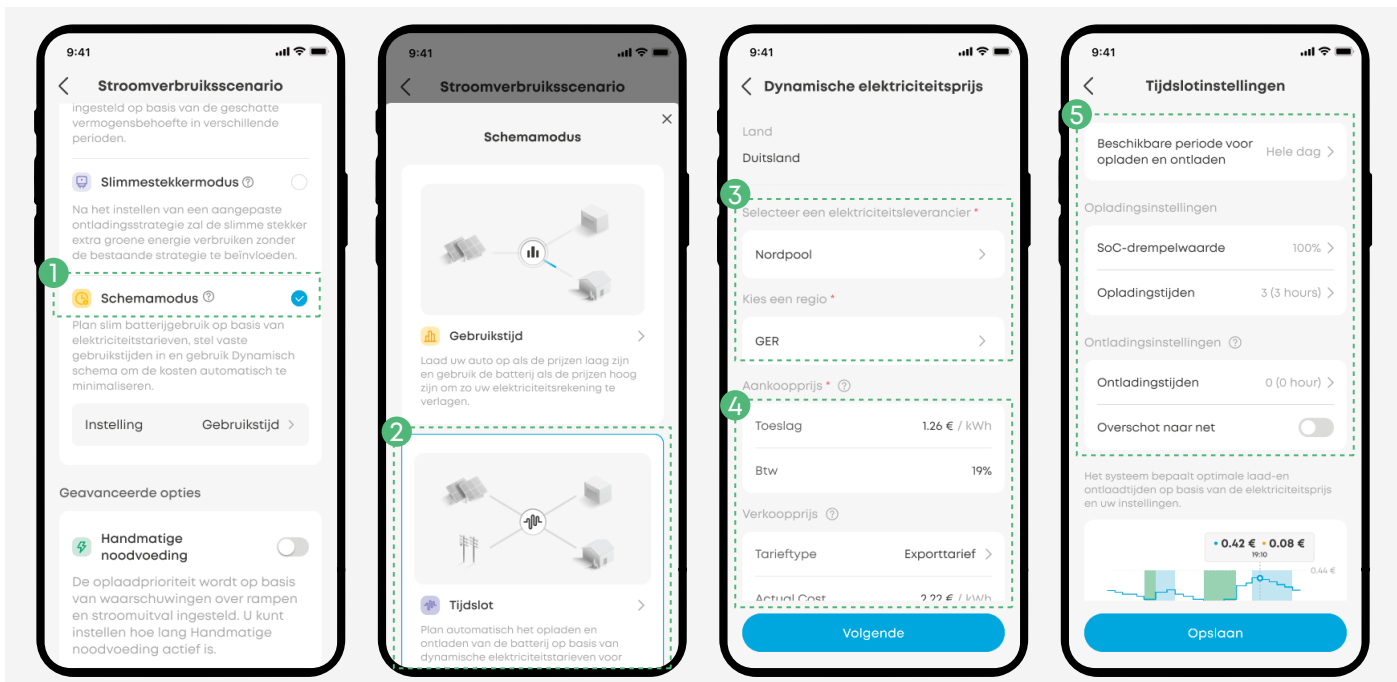 9:41
Stroomverbruiksscenario
ingesteld op basis van de geschatte
vermogensbehoefte in verschillende
perioden.
Slimmestekkermodus ?
Na het instellen van een aangepaste
ontladingsstrategie zal de slimme stekker
extra groene energie verbruiken zonder
de bestaande strategie te beïnvloeden.
1
Schemamodus ?
Plan slim batterijgebruik op basis van
elektriciteitstarieven, stel vaste
gebruikstijden in en gebruik Dynamisch
schema om de kosten automatisch te
minimaliseren.
Instelling Gebruikstijd >
Geavanceerde opties
Handmatige
noodvoeding
De oplaadprioriteit wordt op basis
van waarschuwingen over rampen
en stroomuitval ingesteld. U kunt
instellen hoe lang Handmatige
noodvoeding actief is.
9:41
Stroomverbruiksscenario
Schemamodus
Gebruikstijd >
Laad uw auto op als de prijzen laag zijn
en gebruik de batterij als de prijzen hoog
zijn om zo uw elektriciteitsrekening te
verlagen.
2
Tijdslot >
Plan automatisch het opladen en
ontladen van de batterij op basis van
dynamische elektriciteitstarieven voor
9:41
Dynamische elektriciteitsprijs
Land
Duitsland
3
Selecteer een elektriciteitsleverancier *
Nordpool >
Kies een regio *
GER >
Aankoopprijs * ?
4
Toeslag 1.26 € / kWh
Btw 19%
Verkoopprijs ?
Tarieftype Exporttarief >
Actual Cost 2.22 € / kWh
Volgende
9:41
Tijdslotinstellingen
5
Beschikbare periode voor
opladen en ontladen Hele dag >
Opladingsinstellingen
SoC-drempelwaarde 100% >
Opladingstijden 3 (3 hours) >
Ontladingsinstellingen ?
Ontladingstijden 0 (0 hour) >
Overschot naar net
Het systeem bepaalt optimale laad-en
ontlaadtijden op basis van de elektriciteitsprijs
en uw instellingen.
0.42 € 0.08 €
19:10
0.44 €
Opslaan